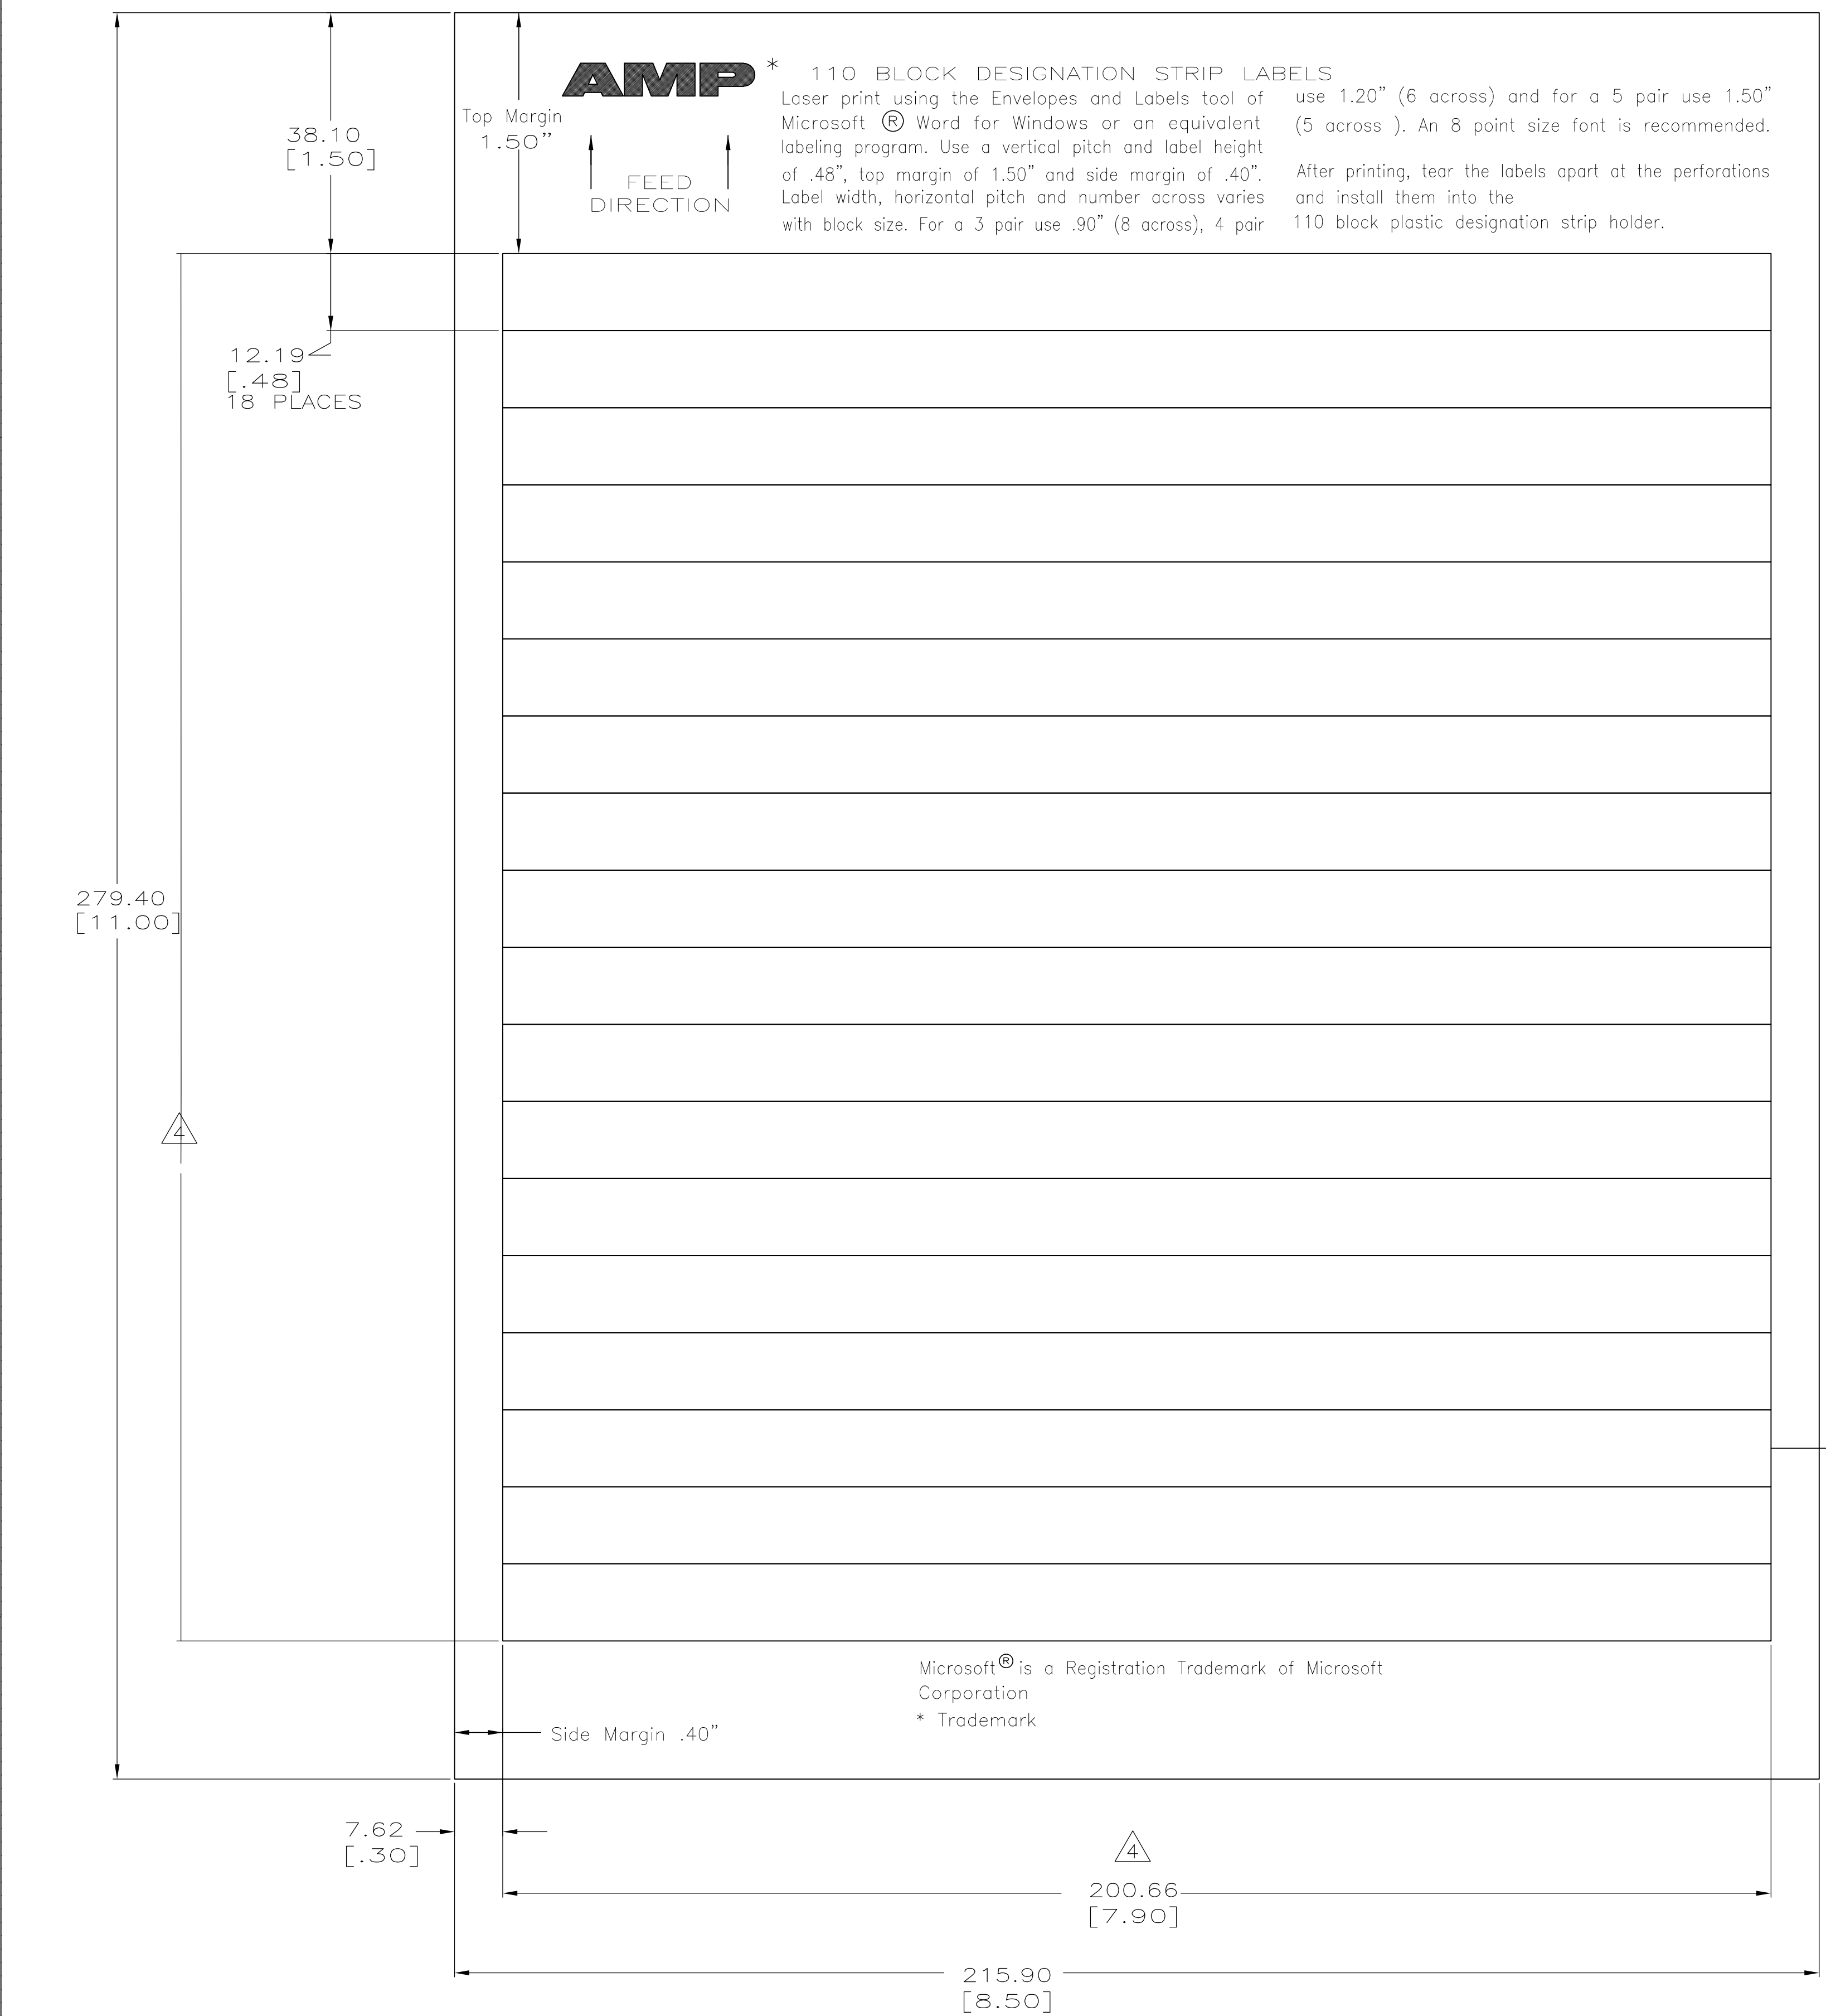 AMP * 110 BLOCK DESIGNATION STRIP LABELS
Laser print using the Envelopes and Labels tool of
Microsoft ® Word for Windows or an equivalent
labeling program. Use a vertical pitch and label height
of .48", top margin of 1.50" and side margin of .40".
Label width, horizontal pitch and number across varies
with block size. For a 3 pair use .90" (8 across), 4 pair
use 1.20" (6 across) and for a 5 pair use 1.50"
(5 across ). An 8 point size font is recommended.
After printing, tear the labels apart at the perforations
and install them into the
110 block plastic designation strip holder.
Top Margin
1.50"
FEED
DIRECTION
38.10
[1.50]
12.19
[.48]
18 PLACES
279.40
[11.00]
4
Microsoft® is a Registration Trademark of Microsoft
Corporation
* Trademark
Side Margin .40"
7.62
[.30]
4
200.66
[7.90]
215.90
[8.50]